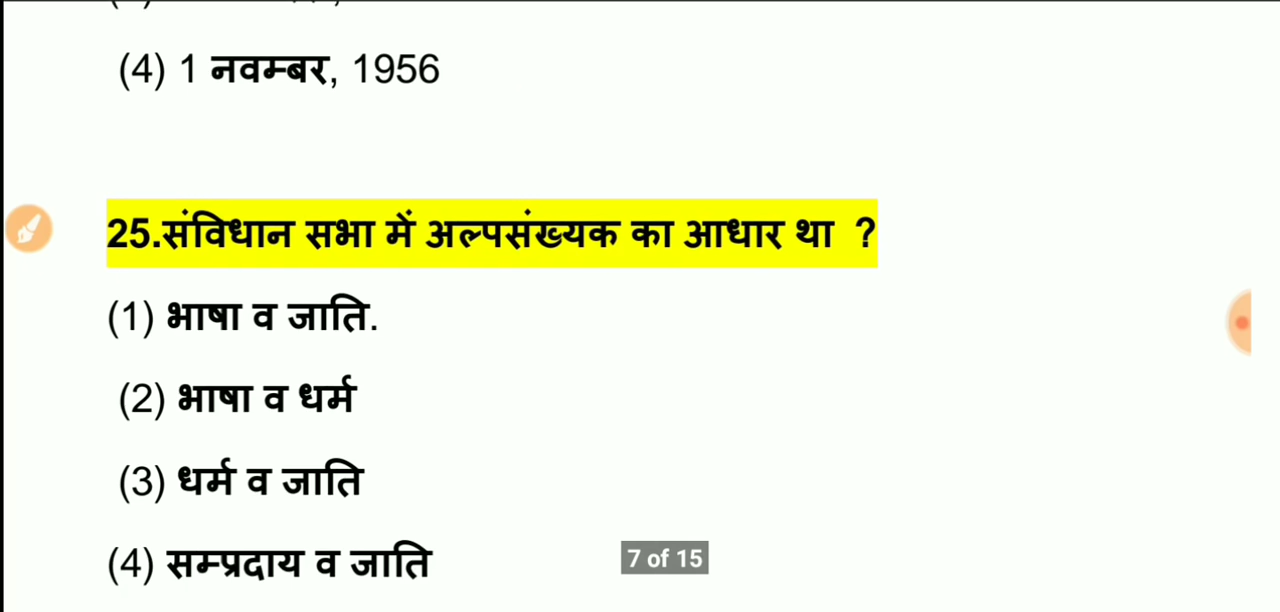 (4) 1 नवम्बर, 1956
25.संविधान सभा में अल्पसंख्यक का आधार था ?
(1) भाषा व जाति.
(2) भाषा व धर्म
(3) धर्म व जाति
(4) सम्प्रदाय व जाति
7 of 15